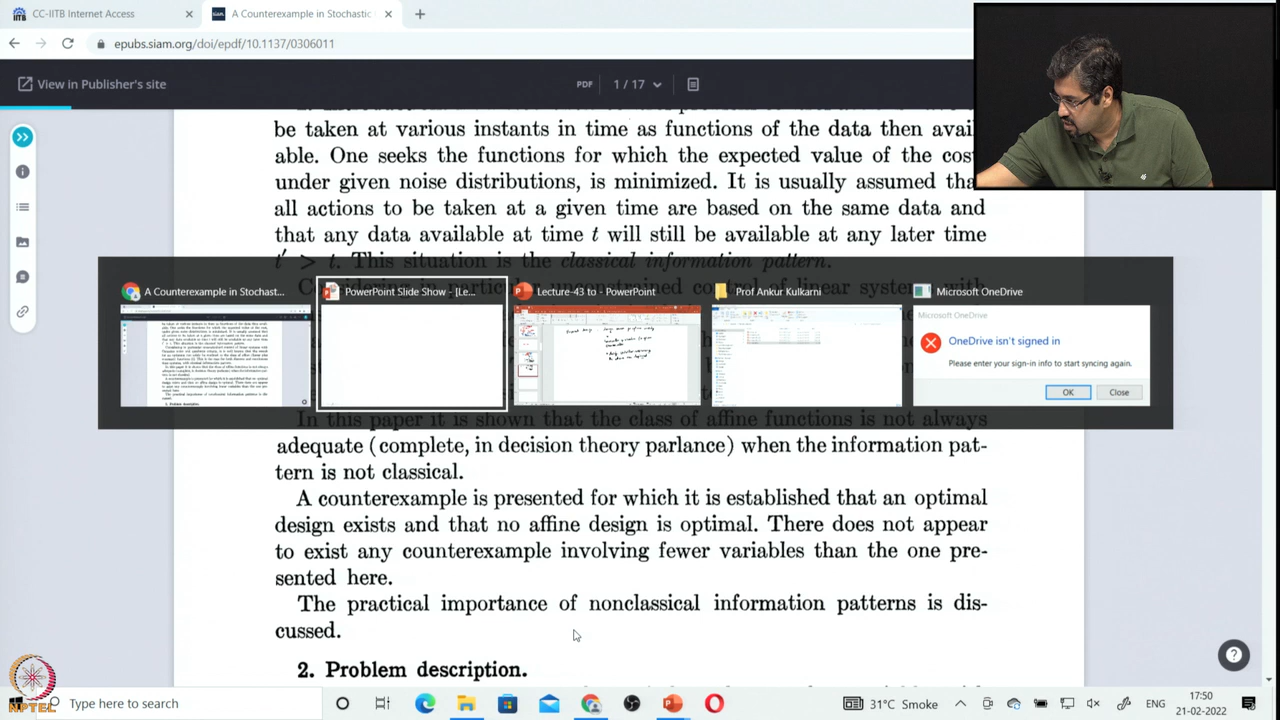 CC-IITB Internet Access
A Counterexample in Stochastic
epubs.siam.org/doi/epdf/10.1137/0306011
View in Publisher's site
PDF
1 / 17
be taken at various instants in time as functions of the data then avail
able. One seeks the functions for which the expected value of the cost
under given noise distributions, is minimized. It is usually assumed that
all actions to be taken at a given time are based on the same data and
that any data available at time t will still be available at any later time
t′ > t. This situation is the classical information pattern.
A Counterexample in Stochast...
PowerPoint Slide Show - [Le...
Lecture-43 to - PowerPoint
Prof Ankur Kulkarni
Microsoft OneDrive
Microsoft OneDrive
OneDrive isn't signed in
Please enter your sign-in info to start syncing again.
OK
Close
In this paper it is shown that the class of affine functions is not always
adequate (complete, in decision theory parlance) when the information pat-
tern is not classical.
A counterexample is presented for which it is established that an optimal
design exists and that no affine design is optimal. There does not appear
to exist any counterexample involving fewer variables than the one pre-
sented here.
The practical importance of nonclassical information patterns is dis-
cussed.
2. Problem description.
NPTEL
Type here to search
31°C Smoke
ENG
17:50
21-02-2022